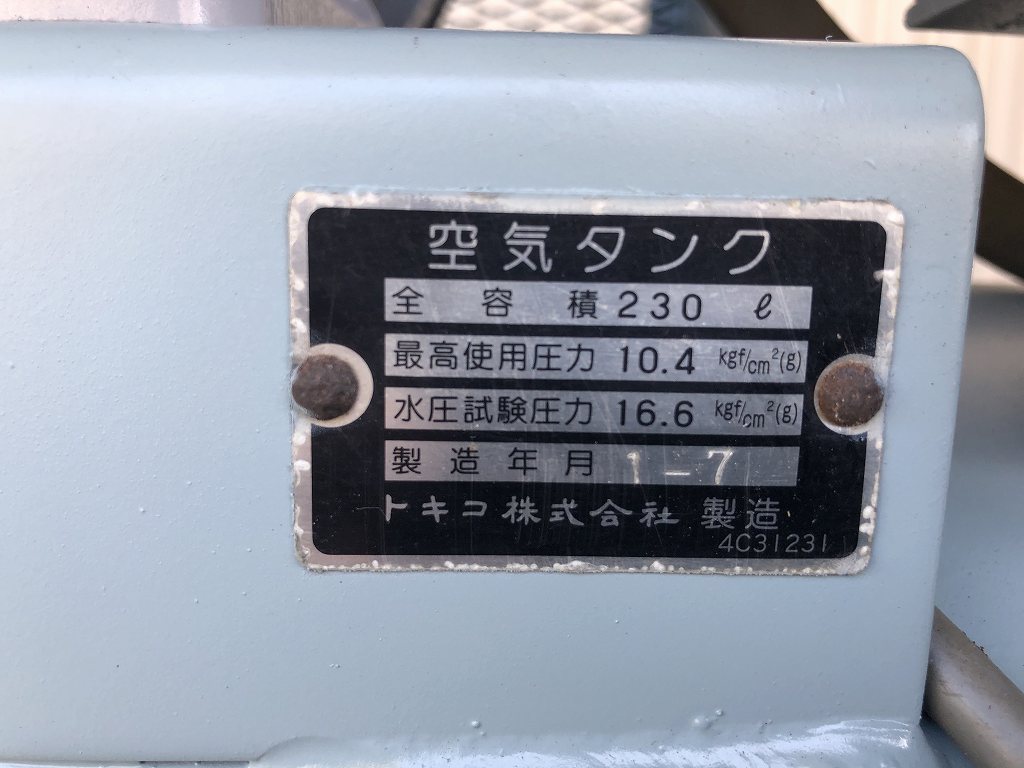 空気タンク
全容積 230 ℓ
最高使用圧力 10.4 kgf/cm²(g)
水圧試験圧力 16.6 kgf/cm²(g)
製造年月 1-7
トキコ株式会社 製造
4C31231